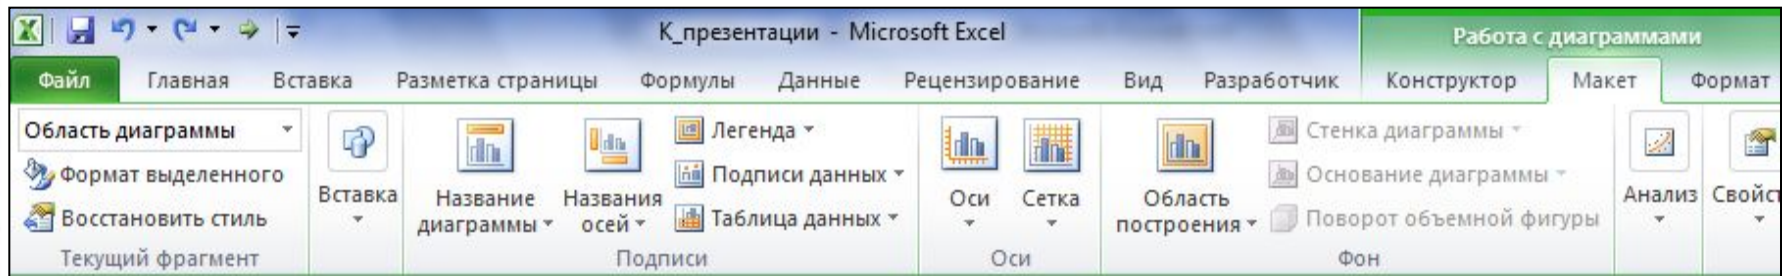 К_презентации - Microsoft Excel
Работа с диаграммами
Файл Главная Вставка Разметка страницы Формулы Данные Рецензирование Вид Разработчик Конструктор Макет Формат
Область диаграммы
Формат выделенного
Восстановить стиль
Текущий фрагмент
Вставка
Название
диаграммы
Названия
осей
Легенда
Подписи данных
Таблица данных
Подписи
Оси
Сетка
Оси
Область
построения
Стенка диаграммы
Основание диаграммы
Поворот объемной фигуры
Фон
Анализ
Свойст